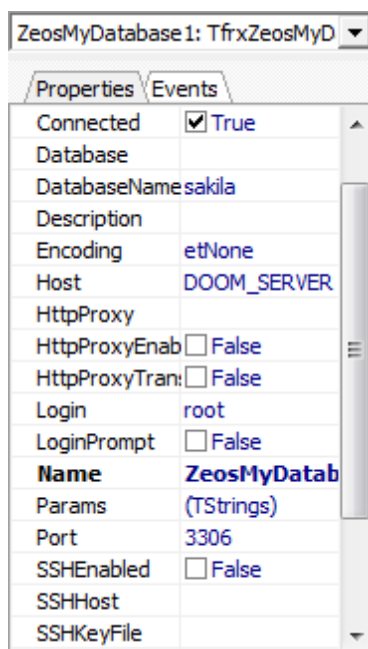 ZeosMyDatabase1: TfrxZeosMyD
Properties Events
Connected True
Database
DatabaseName sakila
Description
Encoding etNone
Host DOOM_SERVER
HttpProxy
HttpProxyEnab False
HttpProxyTran: False
Login root
LoginPrompt False
Name ZeosMyDatab
Params (TStrings)
Port 3306
SSHEnabled False
SSHHost
SSHKeyFile